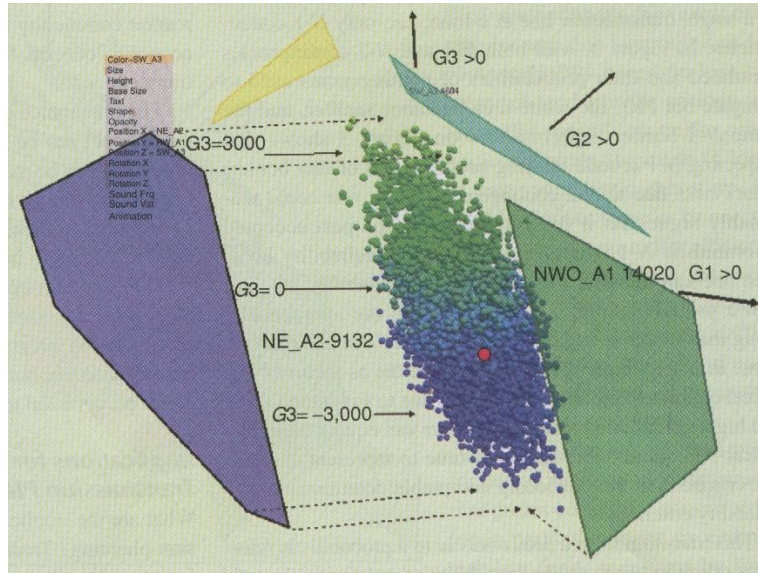 Color=SW_A3
Size
Height
Base Size
Text
Shape
Opacity
Position X = NE_A2
Position Y = RW_A1
Position Z = SW_A3
Rotation X
Rotation Y
Rotation Z
Sound Frq
Sound Vat
Animation
G3 >0
G2 >0
G3=3000
NWO_A1 14020
G1 >0
G3= 0
NE_A2-9132
G3= −3,000